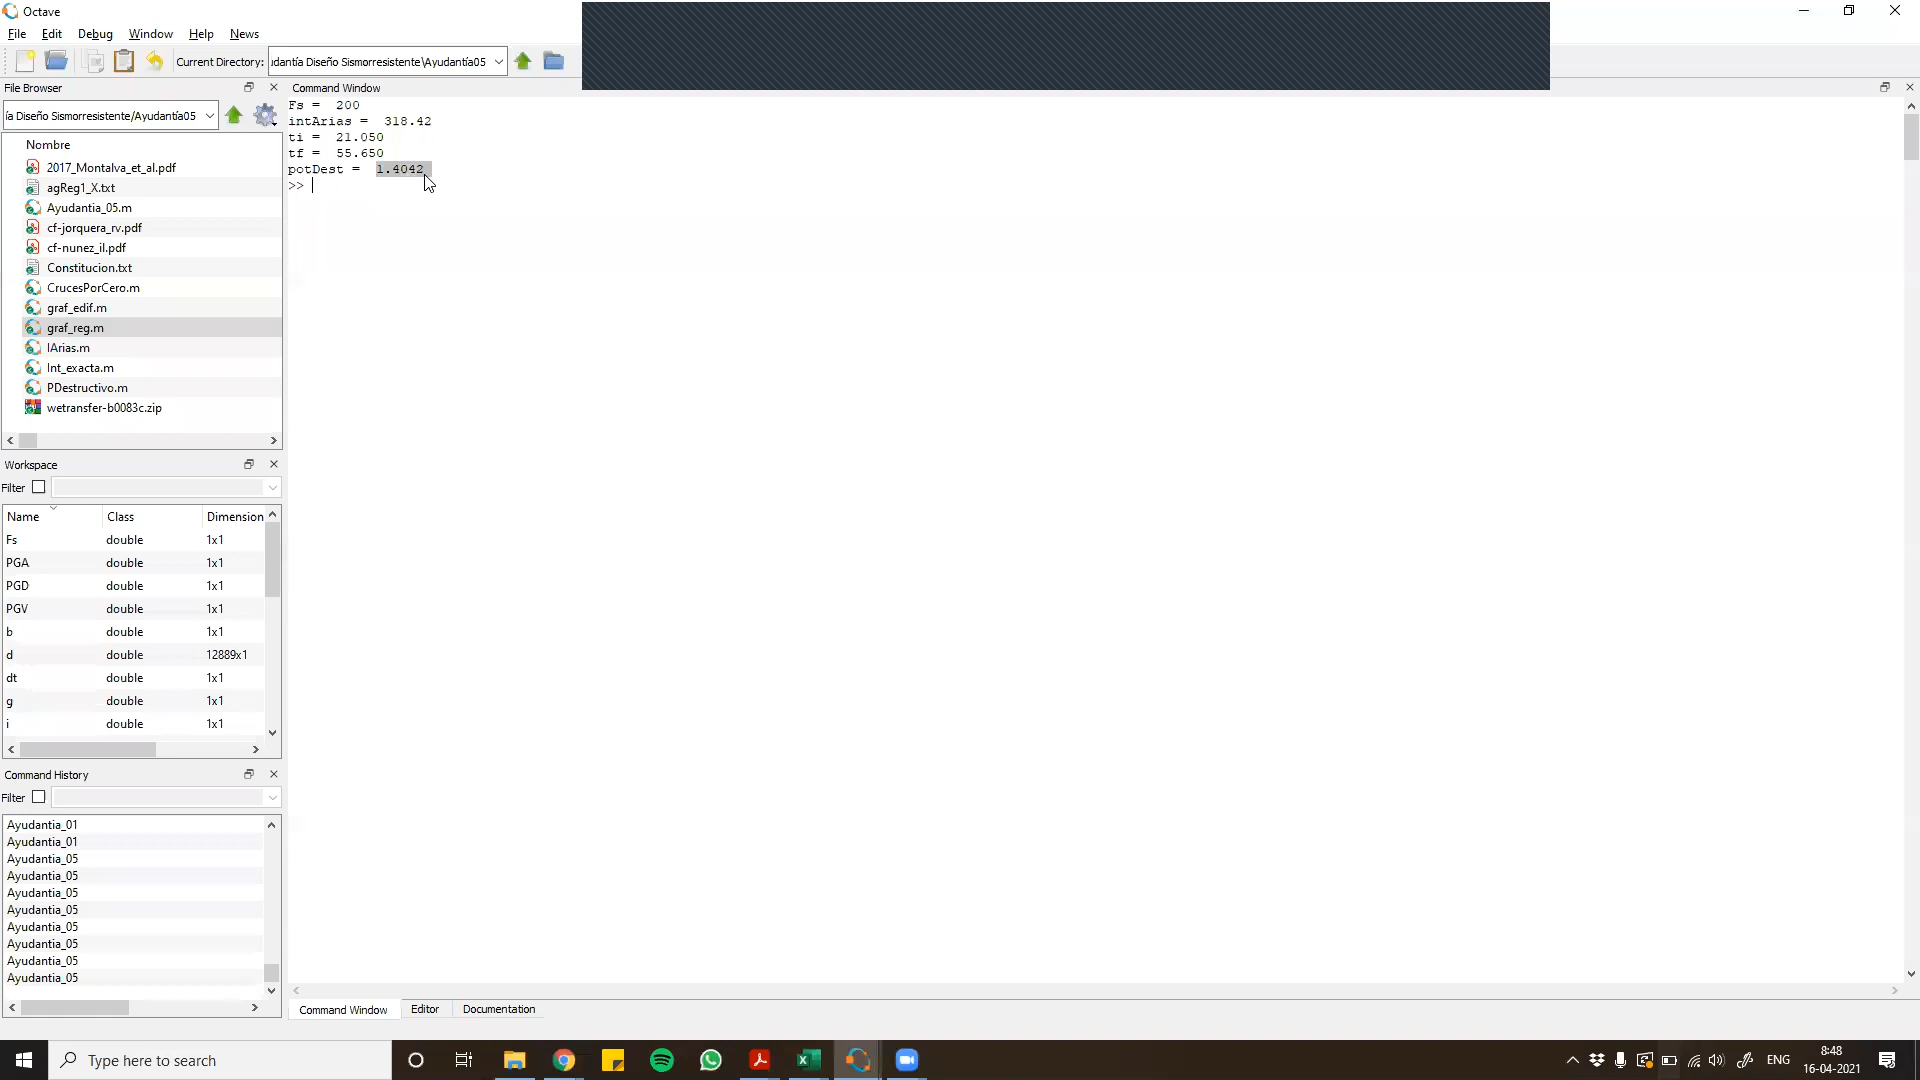 Octave
File Edit Debug Window Help News
Current Directory: udantía Diseño Sismorresistente\Ayudantía05
File Browser
ía Diseño Sismorresistente/Ayudantía05
Nombre
2017_Montalva_et_al.pdf
agReg1_X.txt
Ayudantia_05.m
cf-jorquera_rv.pdf
cf-nunez_il.pdf
Constitucion.txt
CrucesPorCero.m
graf_edif.m
graf_reg.m
IArias.m
Int_exacta.m
PDestructivo.m
wetransfer-b0083c.zip
Workspace
Filter
Name Class Dimension
Fs double 1x1
PGA double 1x1
PGD double 1x1
PGV double 1x1
b double 1x1
d double 12889x1
dt double 1x1
g double 1x1
i double 1x1
Command History
Filter
Ayudantia_01
Ayudantia_01
Ayudantia_05
Ayudantia_05
Ayudantia_05
Ayudantia_05
Ayudantia_05
Ayudantia_05
Ayudantia_05
Ayudantia_05
Command Window
Fs = 200
intArias = 318.42
ti = 21.050
tf = 55.650
potDest = 1.4042
>>
Command Window Editor Documentation
Type here to search
ENG
8:48
16-04-2021